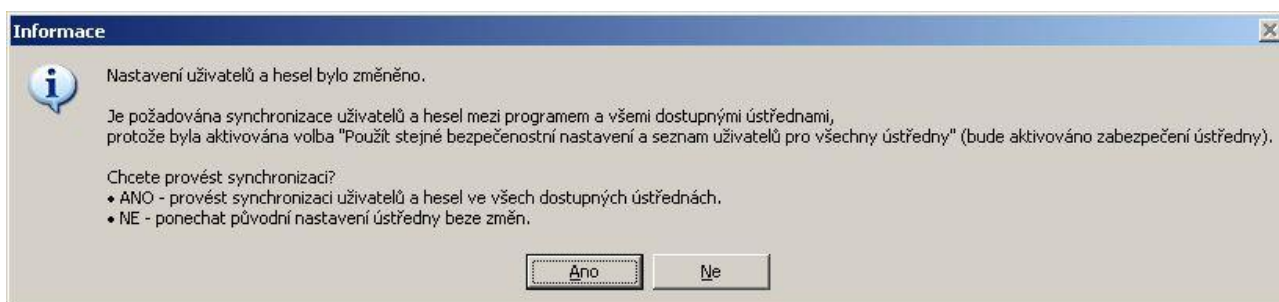 Informace
Nastavení uživatelů a hesel bylo změněno.
Je požadována synchronizace uživatelů a hesel mezi programem a všemi dostupnými ústřednami,
protože byla aktivována volba "Použít stejné bezpečenostní nastavení a seznam uživatelů pro všechny ústředny" (bude aktivováno zabezpečení ústředny).
Chcete provést synchronizaci?
• ANO - provést synchronizaci uživatelů a hesel ve všech dostupných ústřednách.
• NE - ponechat původní nastavení ústředny beze změn.
Ano Ne